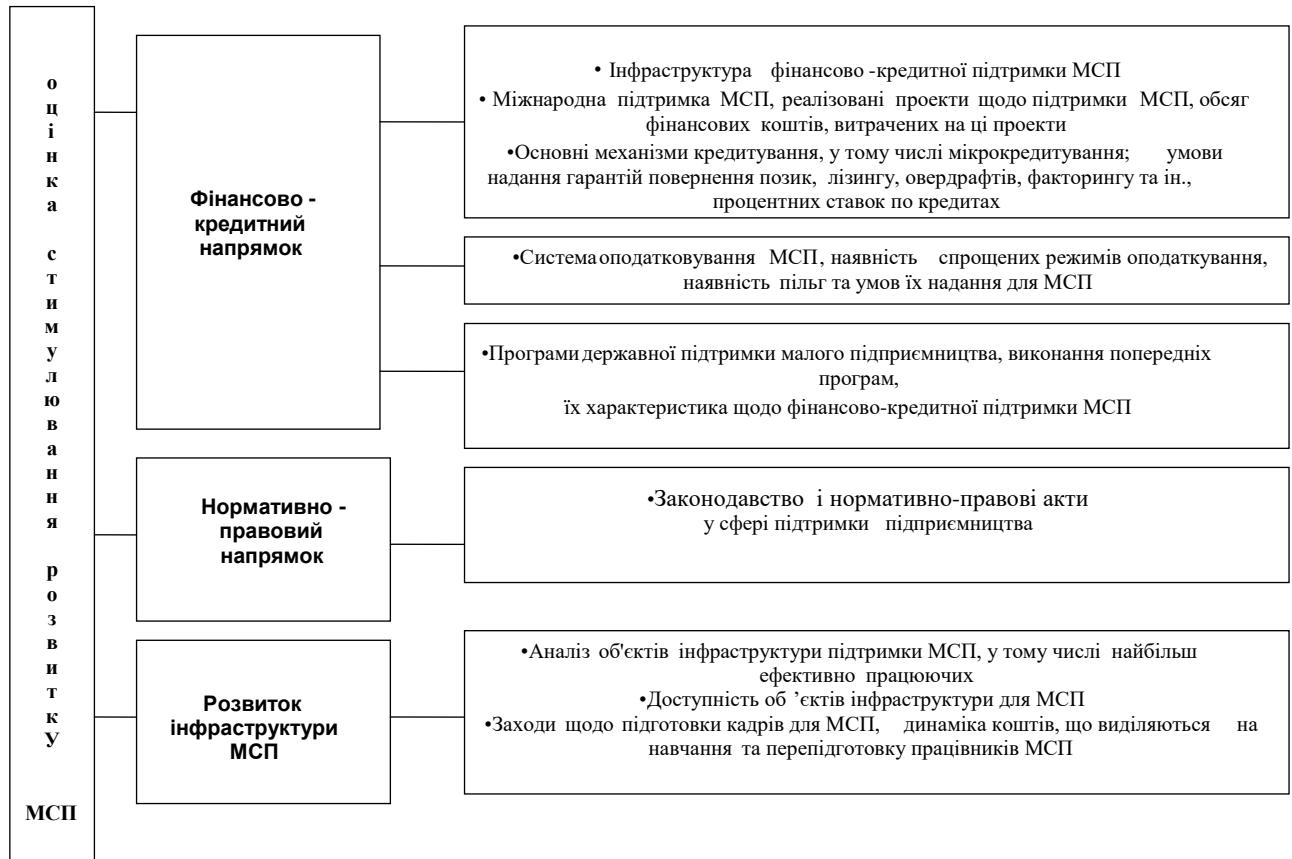 оцінка стимулювання розвиткУ
МСП
Фінансово -
кредитний
напрямок
• Інфраструктура фінансово -кредитної підтримки МСП
• Міжнародна підтримка МСП, реалізовані проекти щодо підтримки МСП, обсяг
фінансових коштів, витрачених на ці проекти
•Основні механізми кредитування, у тому числі мікрокредитування; умови
надання гарантій повернення позик, лізингу, овердрафтів, факторингу та ін.,
процентних ставок по кредитах
•Система оподатковування МСП, наявність спрощених режимів оподаткування,
наявність пільг та умов їх надання для МСП
•Програми державної підтримки малого підприємництва, виконання попередніх
програм,
їх характеристика щодо фінансово-кредитної підтримки МСП
Нормативно -
правовий
напрямок
•Законодавство і нормативно-правові акти
у сфері підтримки підприємництва
Розвиток
інфраструктури
МСП
•Аналіз об'єктів інфраструктури підтримки МСП, у тому числі найбільш
ефективно працюючих
•Доступність об ’єктів інфраструктури для МСП
•Заходи щодо підготовки кадрів для МСП, динаміка коштів, що виділяються на
навчання та перепідготовку працівників МСП